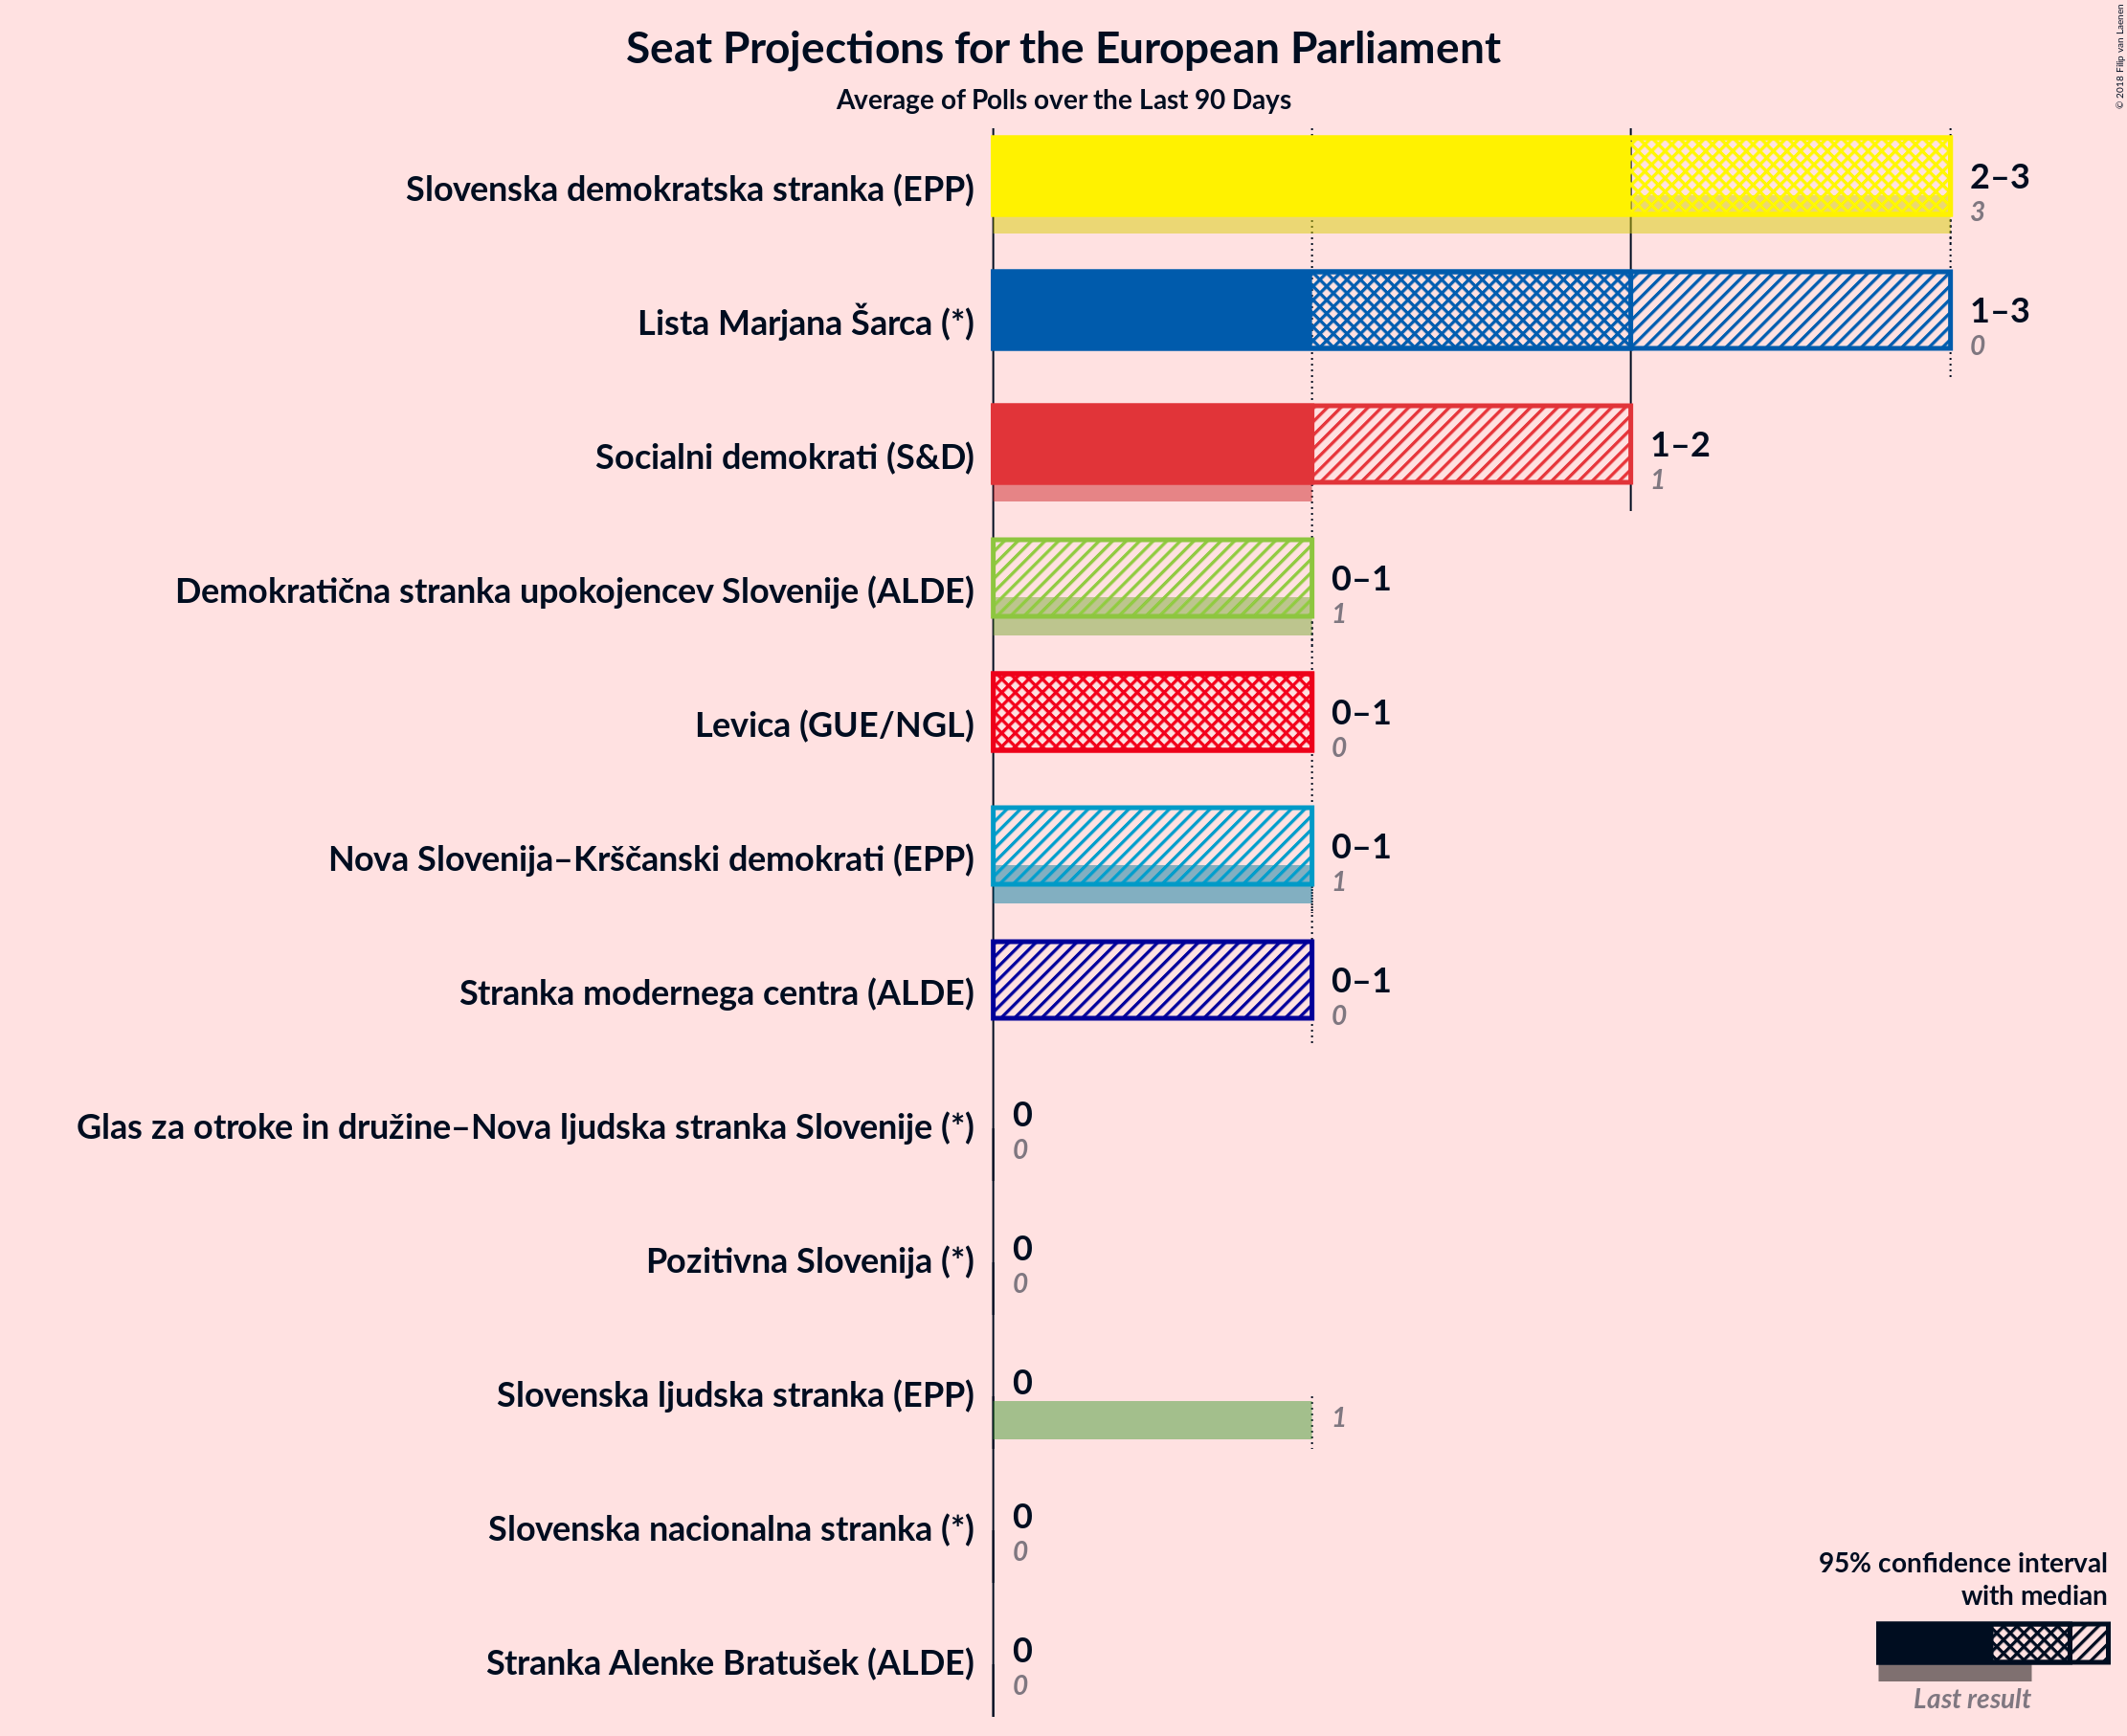 Seat Projections for the European Parliament
Average of Polls over the Last 90 Days
© 2018 Filip van Laenen
Slovenska demokratska stranka (EPP)
2–3
3
Lista Marjana Šarca (*)
1–3
0
Socialni demokrati (S&D)
1–2
1
Demokratična stranka upokojencev Slovenije (ALDE)
0–1
1
Levica (GUE/NGL)
0–1
0
Nova Slovenija–Krščanski demokrati (EPP)
0–1
1
Stranka modernega centra (ALDE)
0–1
0
Glas za otroke in družine–Nova ljudska stranka Slovenije (*)
0
0
Pozitivna Slovenija (*)
0
0
Slovenska ljudska stranka (EPP)
0
1
Slovenska nacionalna stranka (*)
0
0
Stranka Alenke Bratušek (ALDE)
0
0
95% confidence interval
with median
Last result